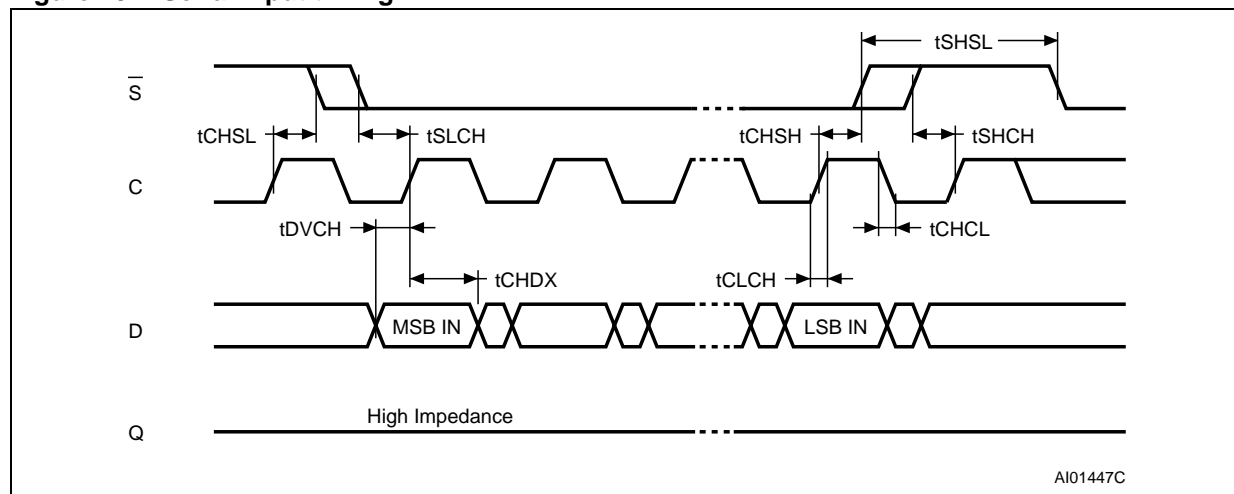 tSHSL
S
tCHSL
tSLCH
tCHSH
tSHCH
C
tDVCH
tCHCL
tCHDX
tCLCH
D
MSB IN
LSB IN
High Impedance
Q
AI01447C